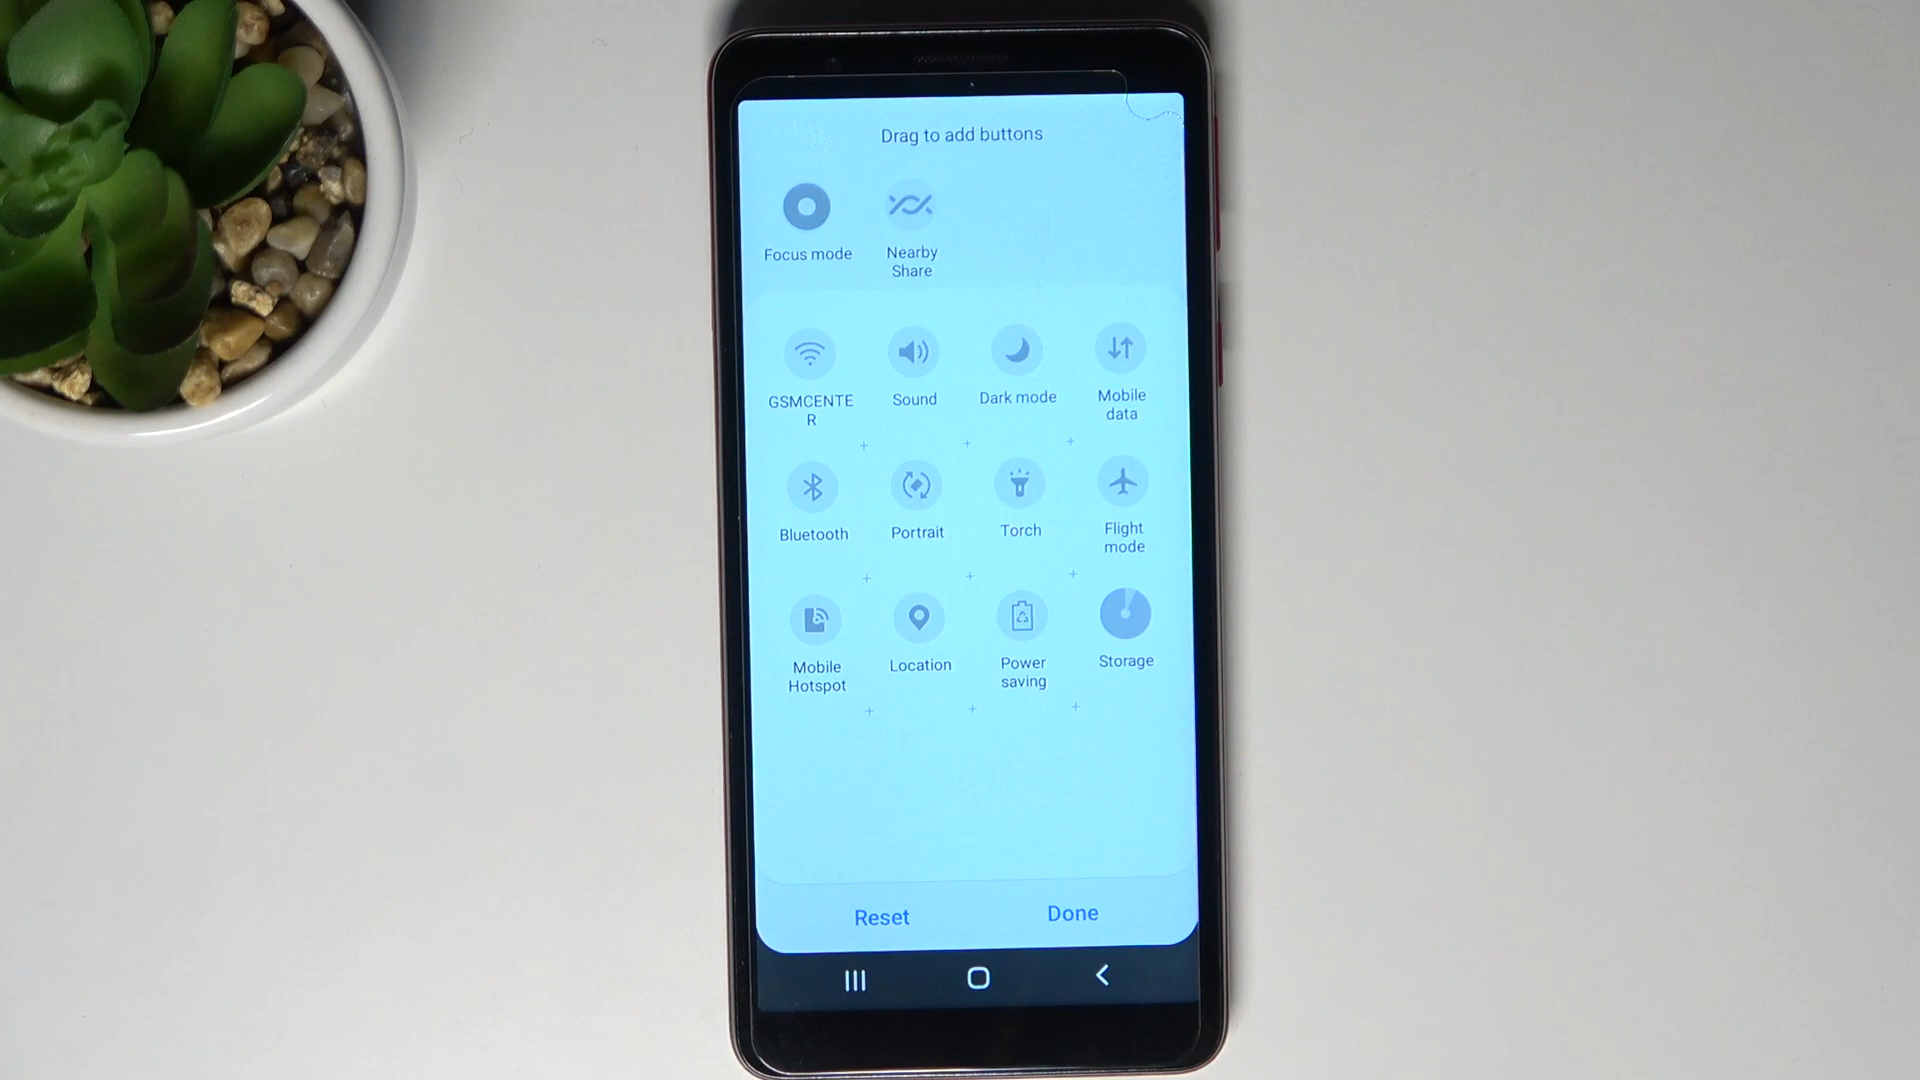 Drag to add buttons
Focus mode
Nearby
Share
GSMCENTE
R
Sound
Dark mode
Mobile
data
Bluetooth
Portrait
Torch
Flight
mode
Mobile
Hotspot
Location
Power
saving
Storage
Reset
Done